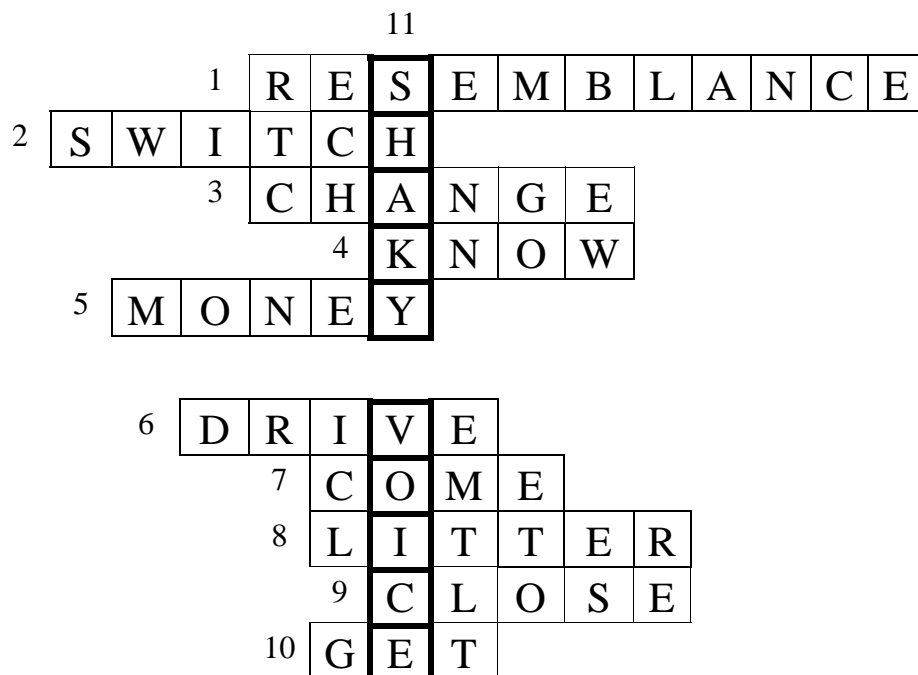 11
1 RESEMBLANCE
2 SWITCH
3 CHANGE
4 KNOW
5 MONEY
6 DRIVE
7 COME
8 LITTER
9 CLOSE
10 GET